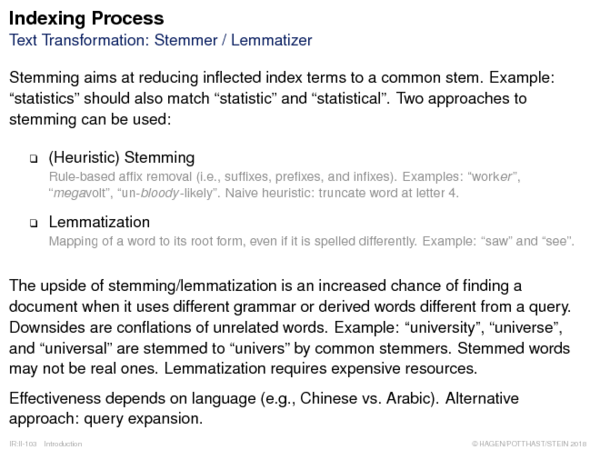 Indexing Process
Text Transformation: Stemmer / Lemmatizer
Stemming aims at reducing inflected index terms to a common stem. Example:
“statistics” should also match “statistic” and “statistical”. Two approaches to
stemming can be used:
❑ (Heuristic) Stemming
Rule-based affix removal (i.e., suffixes, prefixes, and infixes). Examples: “worker”,
“megavolt”, “un-bloody-likely”. Naive heuristic: truncate word at letter 4.
❑ Lemmatization
Mapping of a word to its root form, even if it is spelled differently. Example: “saw” and “see”.
The upside of stemming/lemmatization is an increased chance of finding a
document when it uses different grammar or derived words different from a query.
Downsides are conflations of unrelated words. Example: “university”, “universe”,
and “universal” are stemmed to “univers” by common stemmers. Stemmed words
may not be real ones. Lemmatization requires expensive resources.
Effectiveness depends on language (e.g., Chinese vs. Arabic). Alternative
approach: query expansion.
IR:II-103 Introduction © HAGEN/POTTHAST/STEIN 2018